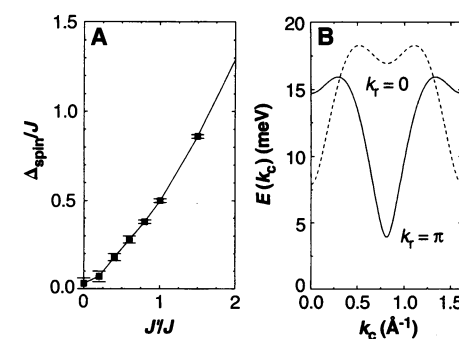 A
B
1.5
1.0
0.5
0.0
Δspin/J
0
1
2
J'/J
20
15
10
5
0
E(kc) (meV)
kr = 0
kr = π
0.0
0.5
1.0
1.5
kc (Å-1)